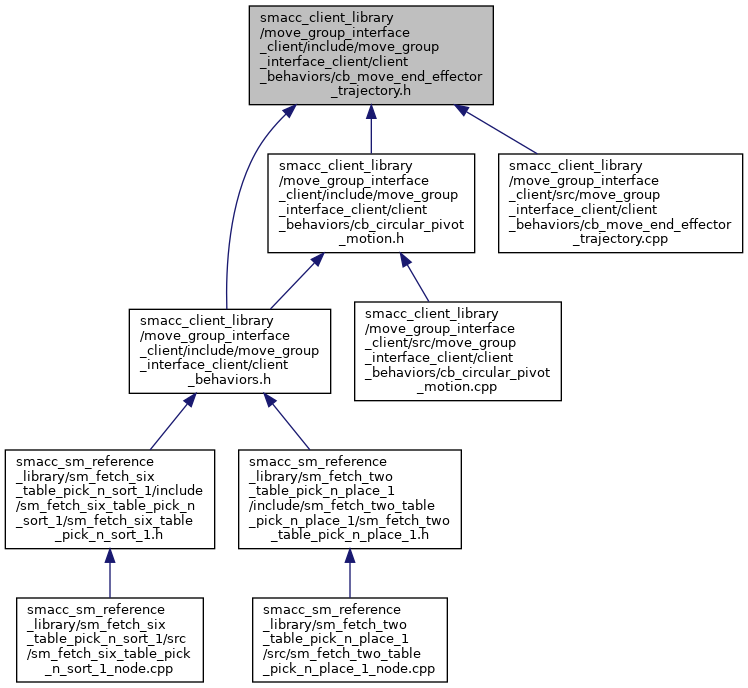 smacc_client_library
/move_group_interface
_client/include/move_group
_interface_client/client
_behaviors/cb_move_end_effector
_trajectory.h
smacc_client_library
/move_group_interface
_client/include/move_group
_interface_client/client
_behaviors/cb_circular_pivot
_motion.h
smacc_client_library
/move_group_interface
_client/src/move_group
_interface_client/client
_behaviors/cb_move_end_effector
_trajectory.cpp
smacc_client_library
/move_group_interface
_client/include/move_group
_interface_client/client
_behaviors.h
smacc_client_library
/move_group_interface
_client/src/move_group
_interface_client/client
_behaviors/cb_circular_pivot
_motion.cpp
smacc_sm_reference
_library/sm_fetch_six
_table_pick_n_sort_1/include
/sm_fetch_six_table_pick_n
_sort_1/sm_fetch_six_table
_pick_n_sort_1.h
smacc_sm_reference
_library/sm_fetch_two
_table_pick_n_place_1
/include/sm_fetch_two_table
_pick_n_place_1/sm_fetch_two
_table_pick_n_place_1.h
smacc_sm_reference
_library/sm_fetch_six
_table_pick_n_sort_1/src
/sm_fetch_six_table_pick
_n_sort_1_node.cpp
smacc_sm_reference
_library/sm_fetch_two
_table_pick_n_place_1
/src/sm_fetch_two_table
_pick_n_place_1_node.cpp